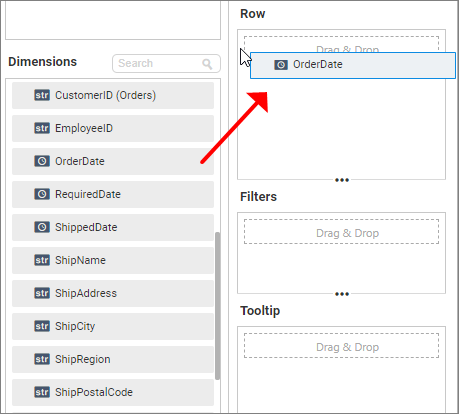 Dimensions
Search
str CustomerID (Orders)
str EmployeeID
OrderDate
RequiredDate
ShippedDate
str ShipName
str ShipAddress
str ShipCity
str ShipRegion
str ShipPostalCode
Row
Drag & Drop
OrderDate
Filters
Drag & Drop
Tooltip
Drag & Drop